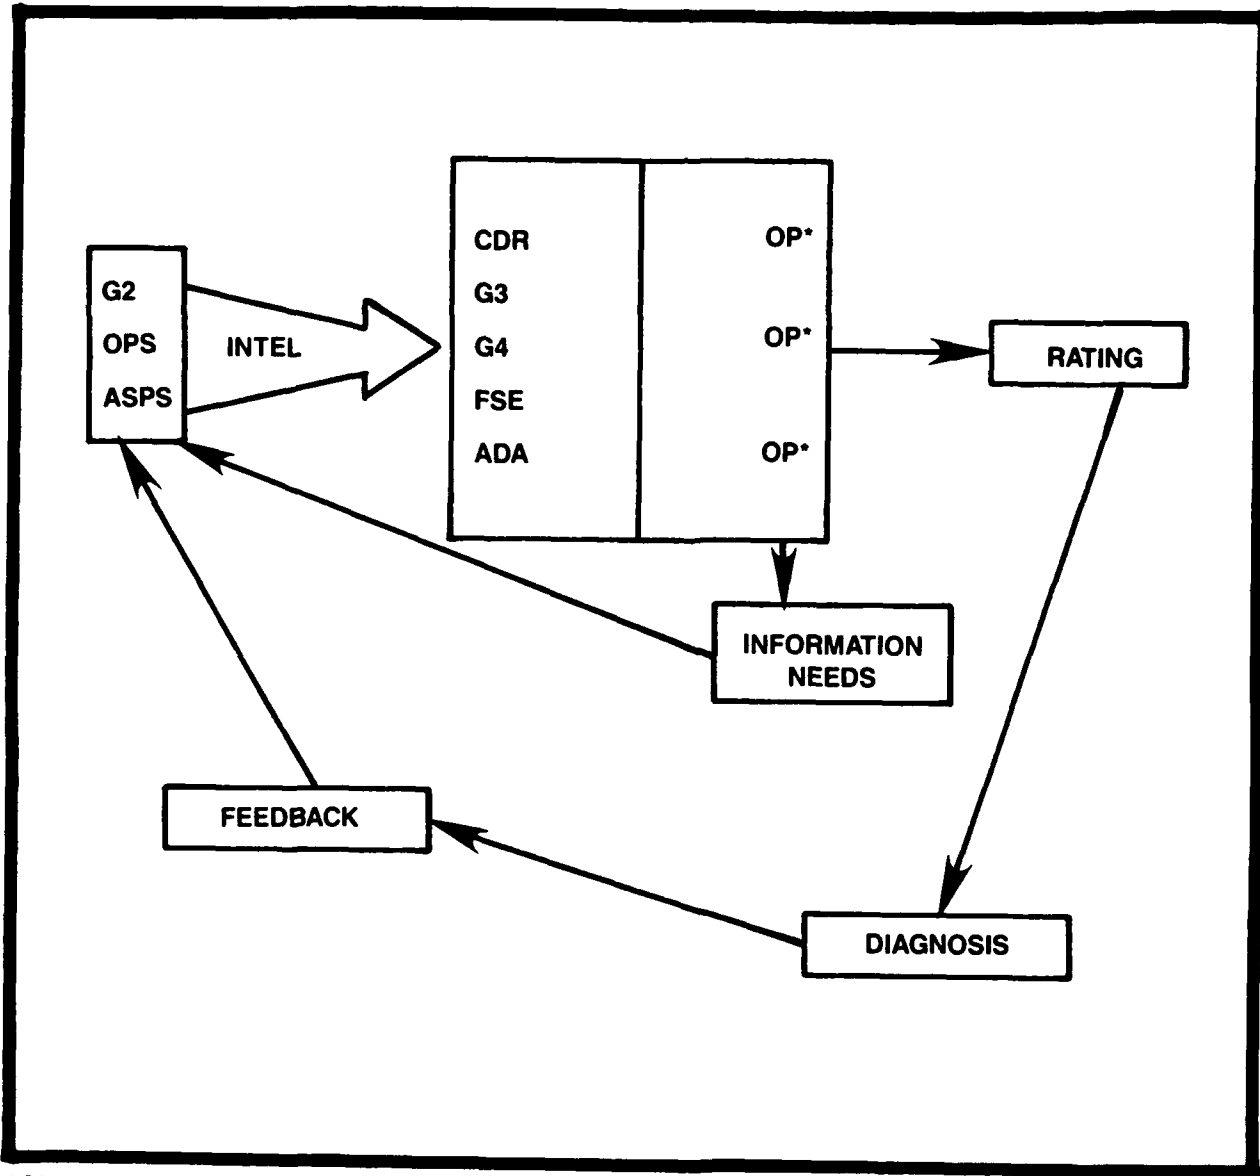 G2
OPS
ASPS
INTEL
CDR
G3
G4
FSE
ADA
OP*
OP*
OP*
RATING
INFORMATION
NEEDS
FEEDBACK
DIAGNOSIS